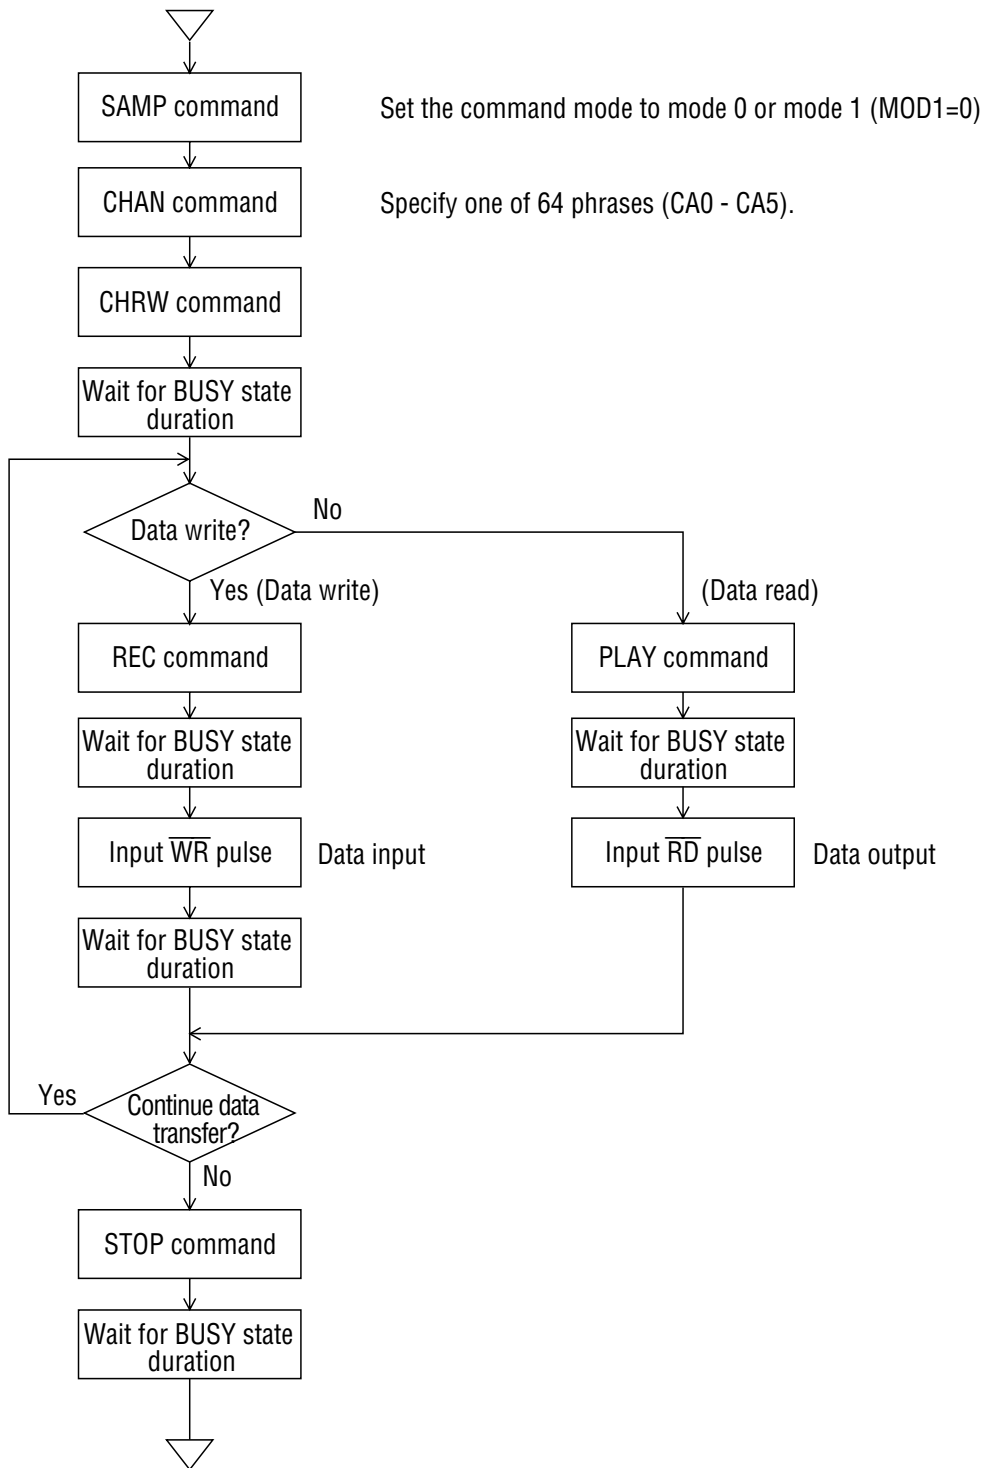 SAMP command
Set the command mode to mode 0 or mode 1 (MOD1=0)
CHAN command
Specify one of 64 phrases (CA0 - CA5).
CHRW command
Wait for BUSY state
duration
Data write?
No
Yes (Data write)
(Data read)
REC command
PLAY command
Wait for BUSY state
duration
Wait for BUSY state
duration
Input W̅R̅ pulse
Data input
Input R̅D̅ pulse
Data output
Wait for BUSY state
duration
Yes
Continue data
transfer?
No
STOP command
Wait for BUSY state
duration